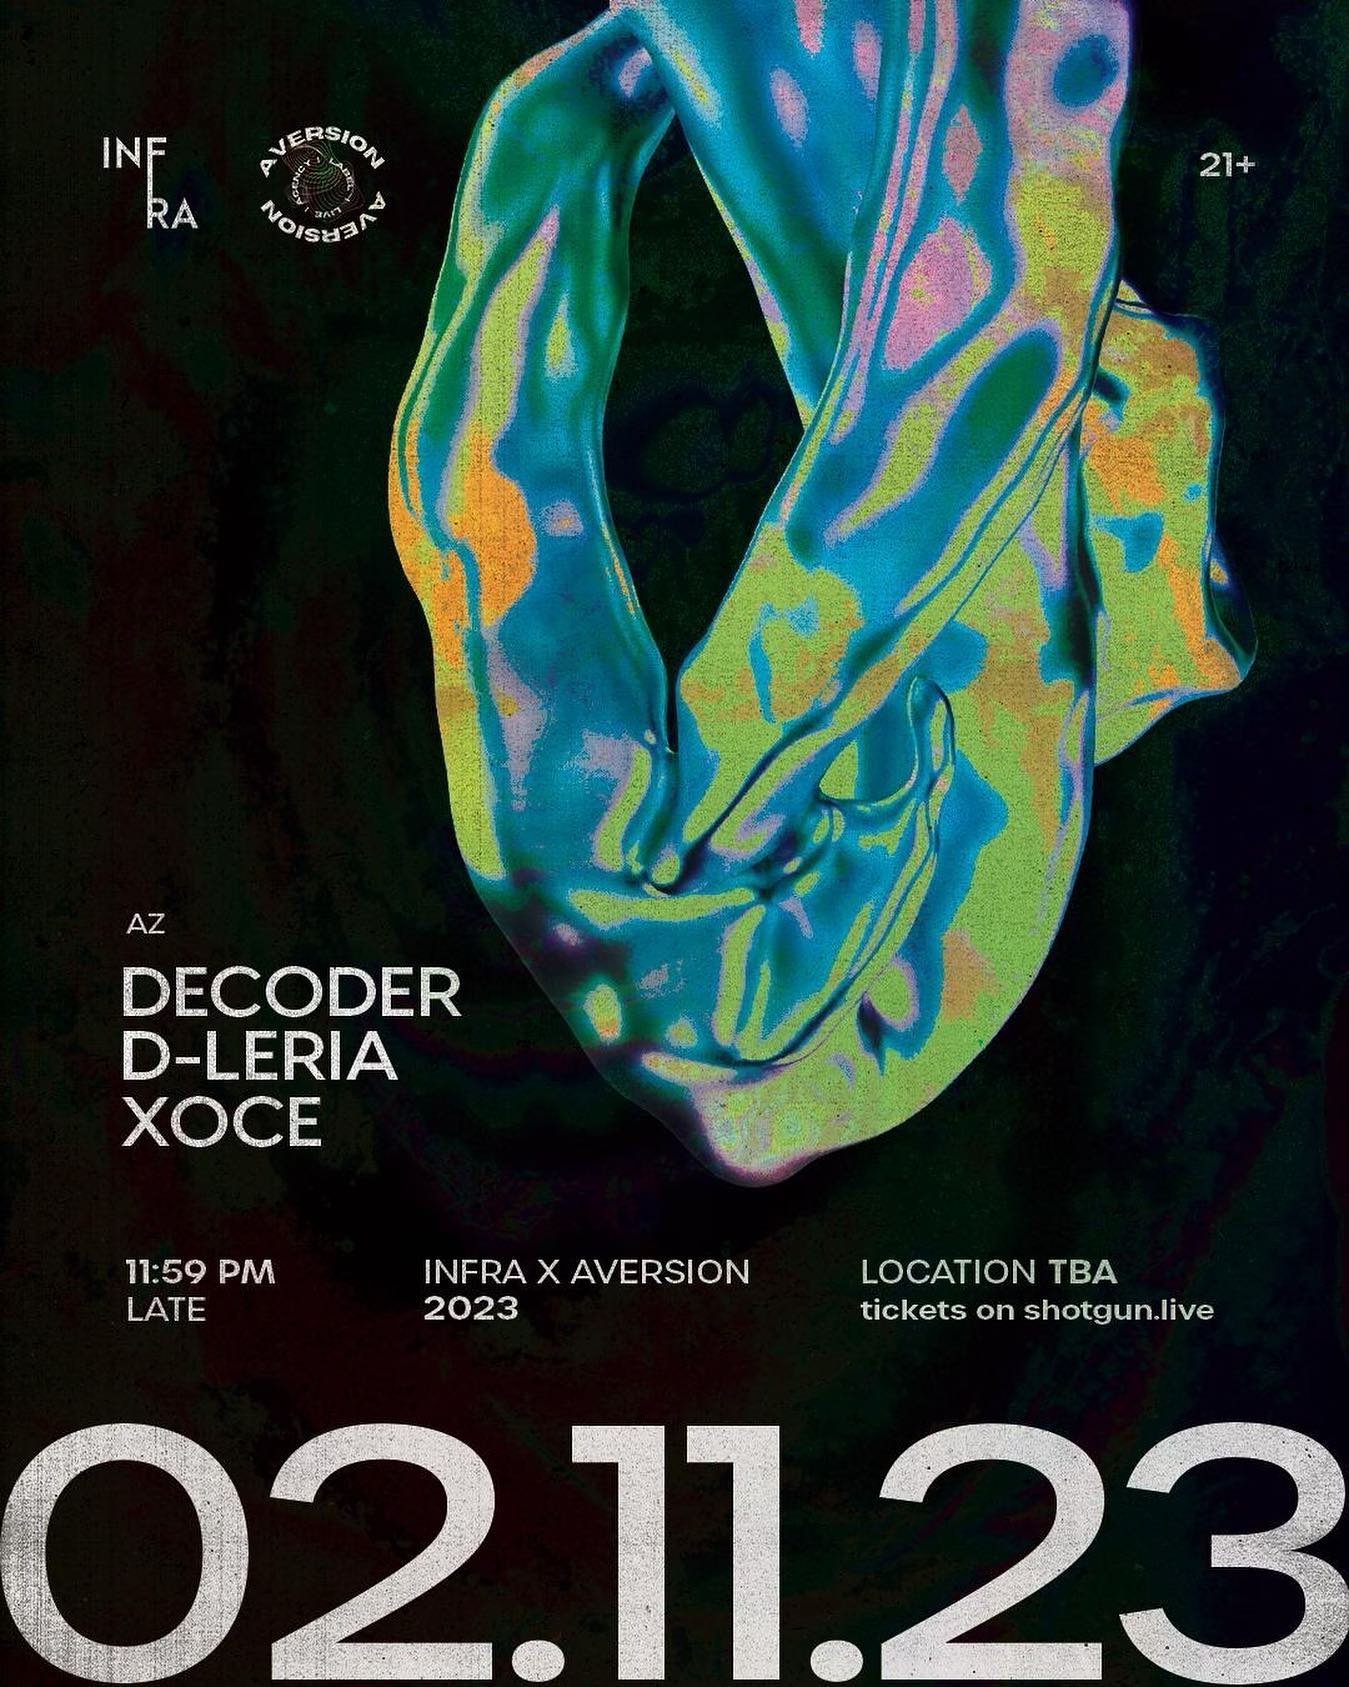 INF
RA
AVERSION
AVERSION
AGENCY LABEL LIVE
21+
AZ
DECODER
D-LERIA
XOCE
11:59 PM
LATE
INFRA X AVERSION
2023
LOCATION TBA
tickets on shotgun.live
02.11.23